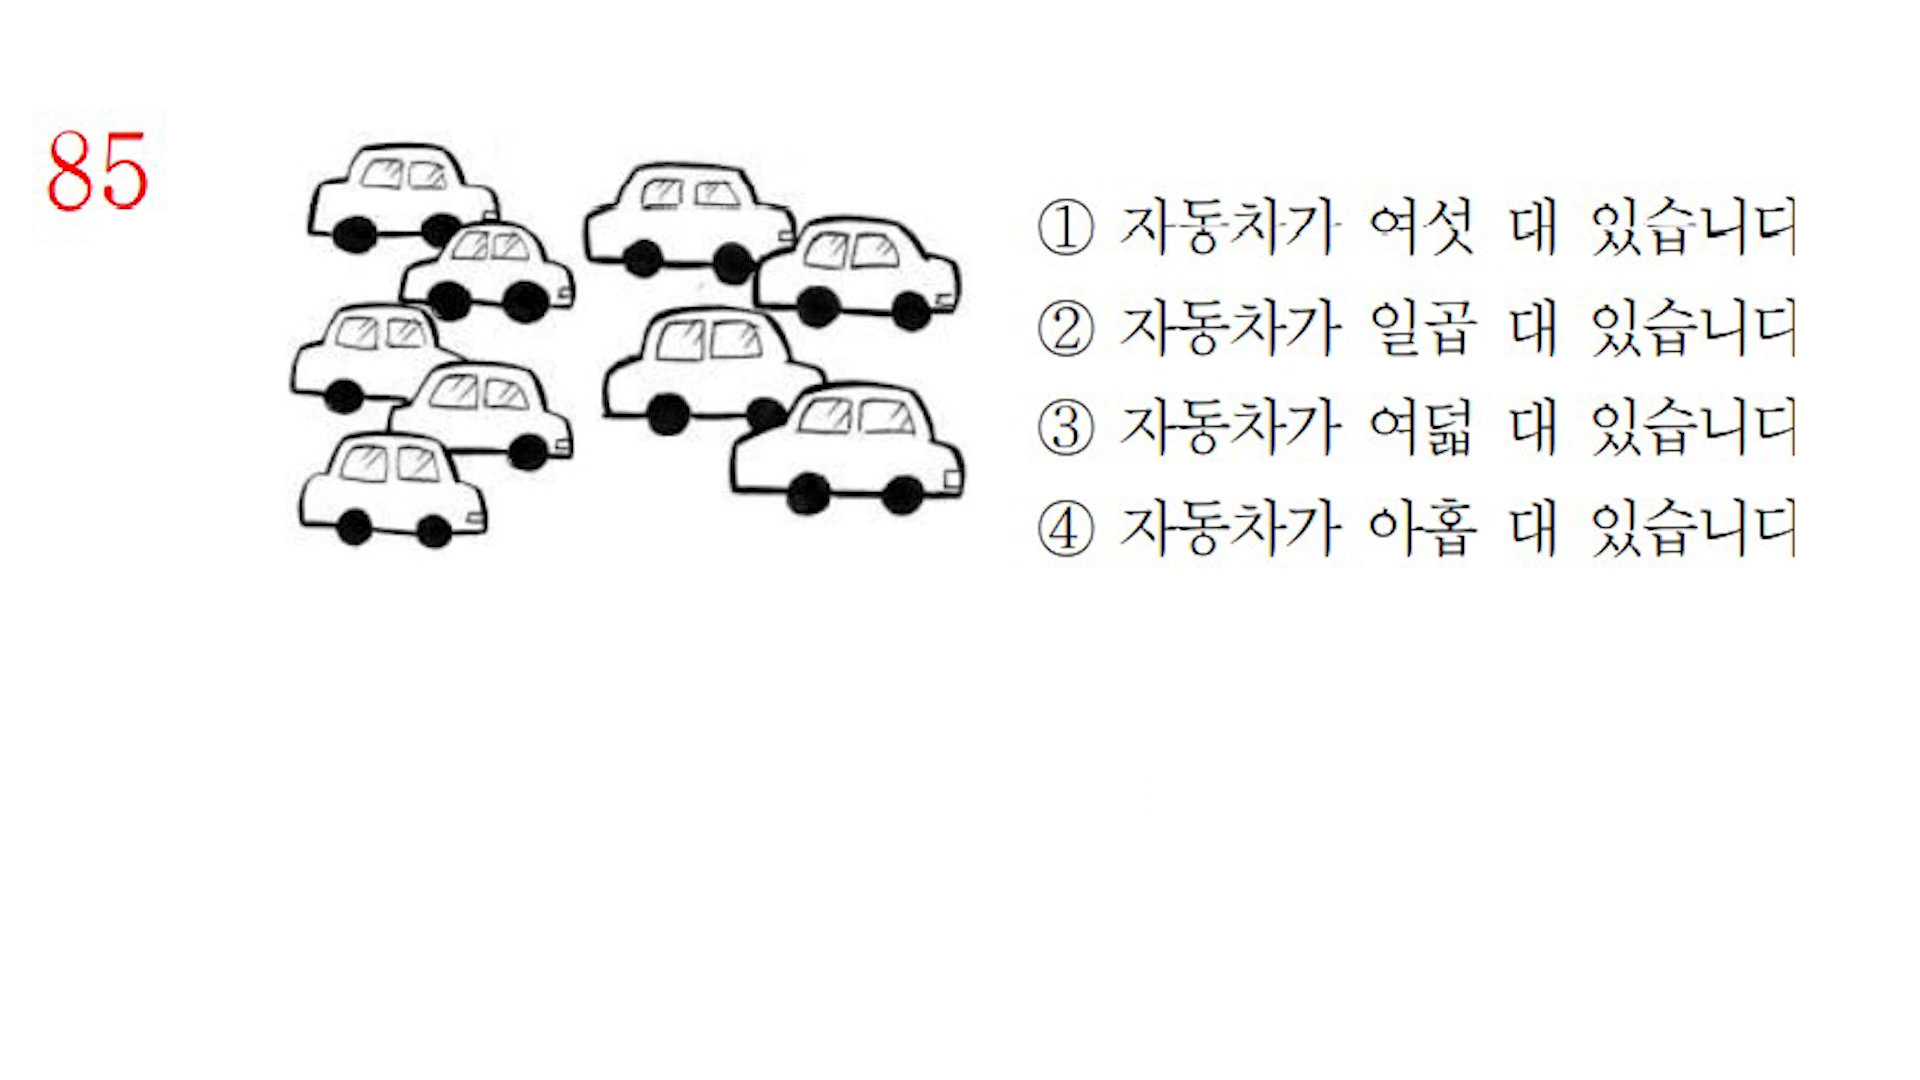 85
① 자동차가 여섯 대 있습니다
② 자동차가 일곱 대 있습니다
③ 자동차가 여덟 대 있습니다
④ 자동차가 아홉 대 있습니다